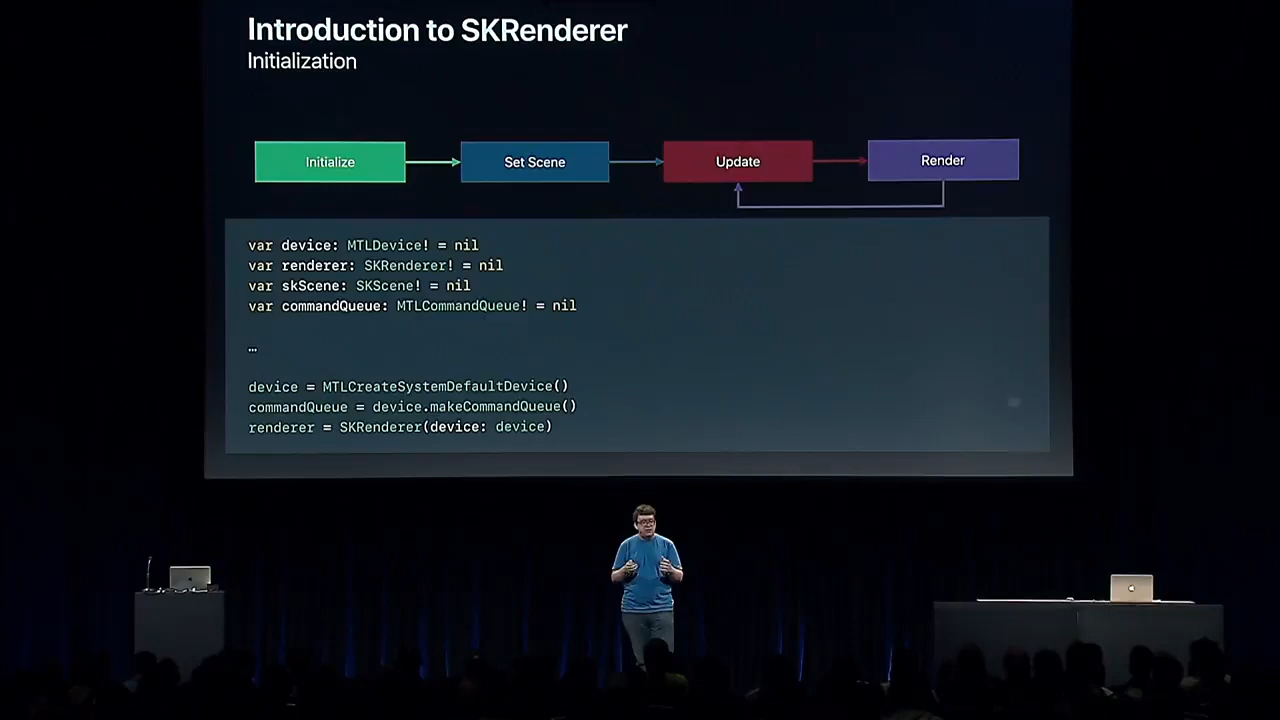 Introduction to SKRenderer
Initialization
Initialize
Set Scene
Update
Render
var device: MTLDevice! = nil
var renderer: SKRenderer! = nil
var skScene: SKScene! = nil
var commandQueue: MTLCommandQueue! = nil
…
device = MTLCreateSystemDefaultDevice()
commandQueue = device.makeCommandQueue()
renderer = SKRenderer(device: device)